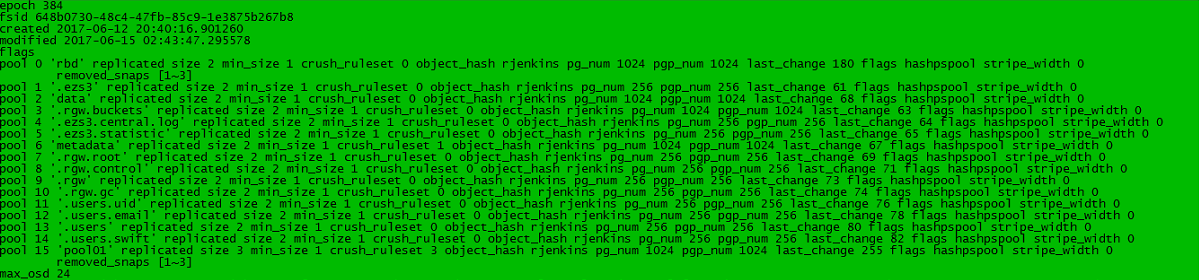 epoch 384
fsid 648b0730-48c4-47fb-85c9-1e3875b267b8
created 2017-06-12 20:40:16.901260
modified 2017-06-15 02:43:47.295578
flags
pool 0 'rbd' replicated size 2 min_size 1 crush_ruleset 0 object_hash rjenkins pg_num 1024 pgp_num 1024 last_change 180 flags hashpspool stripe_width 0
removed_snaps [1~3]
pool 1 '.ezs3' replicated size 2 min_size 1 crush_ruleset 0 object_hash rjenkins pg_num 256 pgp_num 256 last_change 61 flags hashpspool stripe_width 0
pool 2 'data' replicated size 2 min_size 1 crush_ruleset 0 object_hash rjenkins pg_num 1024 pgp_num 1024 last_change 68 flags hashpspool stripe_width 0
pool 3 '.rgw.buckets' replicated size 2 min_size 1 crush_ruleset 0 object_hash rjenkins pg_num 1024 pgp_num 1024 last_change 63 flags hashpspool stripe_width 0
pool 4 '.ezs3.central.log' replicated size 2 min_size 1 crush_ruleset 0 object_hash rjenkins pg_num 256 pgp_num 256 last_change 64 flags hashpspool stripe_width 0
pool 5 '.ezs3.statistic' replicated size 2 min_size 1 crush_ruleset 0 object_hash rjenkins pg_num 256 pgp_num 256 last_change 65 flags hashpspool stripe_width 0
pool 6 'metadata' replicated size 2 min_size 1 crush_ruleset 1 object_hash rjenkins pg_num 1024 pgp_num 1024 last_change 67 flags hashpspool stripe_width 0
pool 7 '.rgw.root' replicated size 2 min_size 1 crush_ruleset 0 object_hash rjenkins pg_num 256 pgp_num 256 last_change 69 flags hashpspool stripe_width 0
pool 8 '.rgw.control' replicated size 2 min_size 1 crush_ruleset 0 object_hash rjenkins pg_num 256 pgp_num 256 last_change 71 flags hashpspool stripe_width 0
pool 9 '.rgw' replicated size 2 min_size 1 crush_ruleset 0 object_hash rjenkins pg_num 256 pgp_num 256 last_change 73 flags hashpspool stripe_width 0
pool 10 '.rgw.gc' replicated size 2 min_size 1 crush_ruleset 0 object_hash rjenkins pg_num 256 pgp_num 256 last_change 74 flags hashpspool stripe_width 0
pool 11 '.users.uid' replicated size 2 min_size 1 crush_ruleset 0 object_hash rjenkins pg_num 256 pgp_num 256 last_change 76 flags hashpspool stripe_width 0
pool 12 '.users.email' replicated size 2 min_size 1 crush_ruleset 0 object_hash rjenkins pg_num 256 pgp_num 256 last_change 78 flags hashpspool stripe_width 0
pool 13 '.users' replicated size 2 min_size 1 crush_ruleset 0 object_hash rjenkins pg_num 256 pgp_num 256 last_change 80 flags hashpspool stripe_width 0
pool 14 '.users.swift' replicated size 2 min_size 1 crush_ruleset 0 object_hash rjenkins pg_num 256 pgp_num 256 last_change 82 flags hashpspool stripe_width 0
pool 15 'pool01' replicated size 3 min_size 1 crush_ruleset 3 object_hash rjenkins pg_num 1024 pgp_num 1024 last_change 255 flags hashpspool stripe_width 0
removed_snaps [1~3]
max_osd 24